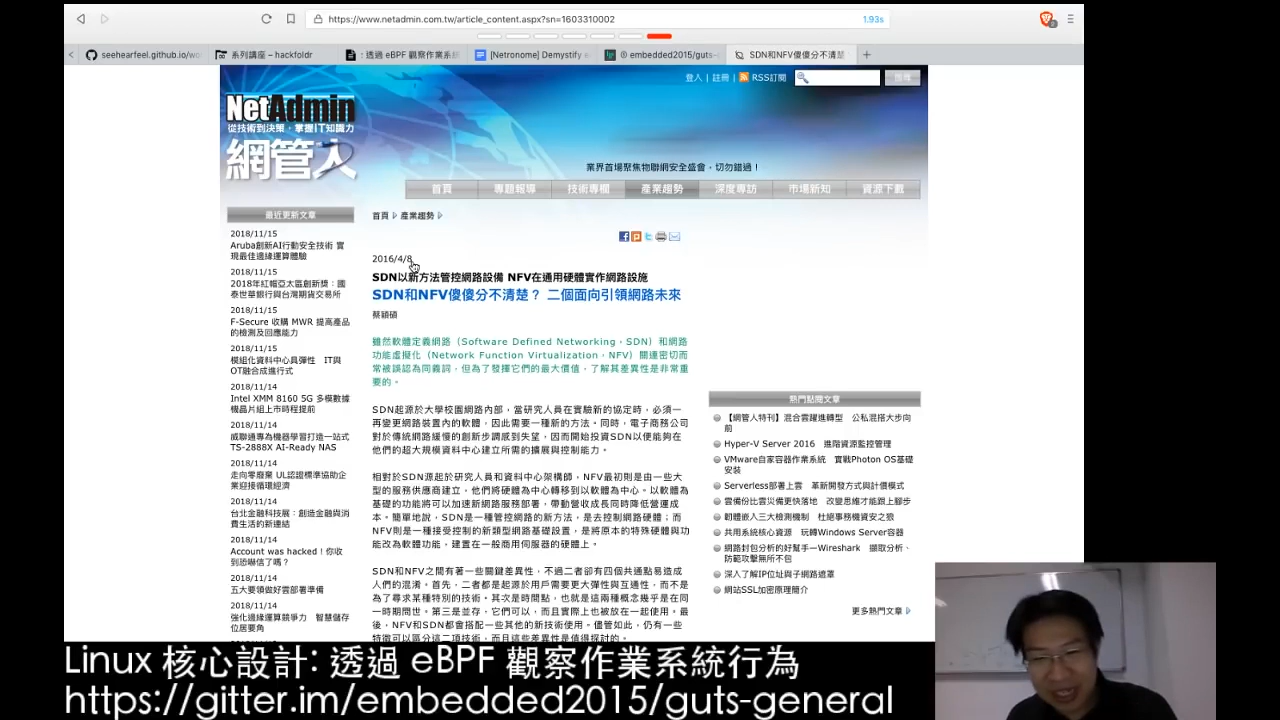 https://www.netadmin.com.tw/article_content.aspx?sn=1603310002
1.93s
seehearfeel.github.io/wo
系列講座 – hackfoldr
: 透過 eBPF 觀察作業系統
[Netronome] Demystify e
embedded2015/guts-
SDN和NFV傻傻分不清楚
登入 | 註冊 | RSS訂閱
搜尋
NetAdmin
從技術到決策‧掌握IT知識力
網管人
業界首場聚焦物聯網安全盛會，切勿錯過！
首頁
專題報導
技術專欄
產業趨勢
深度專訪
市場新知
資源下載
最近更新文章
2018/11/15
Aruba創新AI行動安全技術 實
現最佳邊緣運算體驗
2018/11/15
2018年紅帽亞太區創新獎：國
泰世華銀行與台灣期貨交易所
2018/11/15
F-Secure 收購 MWR 提高產品
的檢測及回應能力
2018/11/15
模組化資料中心具彈性　IT與
OT融合成進行式
2018/11/14
Intel XMM 8160 5G 多模數據
機晶片組上市時程提前
2018/11/14
威聯通專為機器學習打造一站式
TS-2888X AI-Ready NAS
2018/11/14
走向零廢棄 UL認證標準協助企
業迎接循環經濟
2018/11/14
台北金融科技展：創造金融與消
費生活的新連結
2018/11/14
Account was hacked！你收
到恐嚇信了嗎？
2018/11/14
五大要領做好雲部署準備
2018/11/14
強化邊緣運算競爭力　智慧儲存
位居要角
首頁 產業趨勢
2016/4/8
SDN以新方法管控網路設備 NFV在通用硬體實作網路設施
SDN和NFV傻傻分不清楚？ 二個面向引領網路未來
蔡穎碩
雖然軟體定義網路（Software Defined Networking，SDN）和網路
功能虛擬化（Network Function Virtualization，NFV）關連密切而
常被誤認為同義詞，但為了發揮它們的最大價值，了解其差異性是非常重
要的。
SDN起源於大學校園網路內部，當研究人員在實驗新的協定時，必須一
再變更網路裝置內的軟體，因此需要一種新的方法。同時，電子商務公司
對於傳統網路緩慢的創新步調感到失望，因而開始投資SDN以便能夠在
他們的超大規模資料中心建立所需的擴展與控制能力。
相對於SDN源起於研究人員和資料中心架構師，NFV最初則是由一些大
型的服務供應商建立，他們將硬體為中心轉移到以軟體為中心。以軟體為
基礎的功能將可以加速新網路服務部署，帶動營收成長同時降低營運成
本。簡單地說，SDN是一種管控網路的新方法，是去控制網路硬體；而
NFV則是一種接受控制的新類型網路基礎設置，是將原本的特殊硬體與功
能改為軟體功能，建置在一般商用伺服器的硬體上。
SDN和NFV之間有著一些關鍵差異性，不過二者卻有四個共通點易造成
人們的混淆。首先，二者都是起源於用戶需要更大彈性與互通性，而不是
為了尋求某種特別的技術。其次是時間點，也就是這兩種概念幾乎是在同
一時期問世。第三是並存，它們可以，而且實際上也被放在一起使用。最
後，NFV和SDN都會搭配一些其他的新技術使用。儘管如此，仍有一些
特徵可以區分這二項技術，而且這些差異性是值得探討的。
熱門點閱文章
【網管人特刊】混合雲躍進轉型　公私混搭大步向
前
Hyper-V Server 2016　進階資源監控管理
VMware自家容器作業系統　實戰Photon OS基礎
安裝
Serverless部署上雲　革新開發方式與計價模式
雲備份比雲災備更快落地　改變思維才能跟上腳步
韌體嵌入三大檢測機制　杜絕事務機資安之狼
共用系統核心資源　玩轉Windows Server容器
網路封包分析的好幫手－Wireshark　擷取分析、
防範攻擊無所不包
深入了解IP位址與子網路遮罩
網站SSL加密原理簡介
更多熱門文章
Linux 核心設計: 透過 eBPF 觀察作業系統行為
https://gitter.im/embedded2015/guts-general